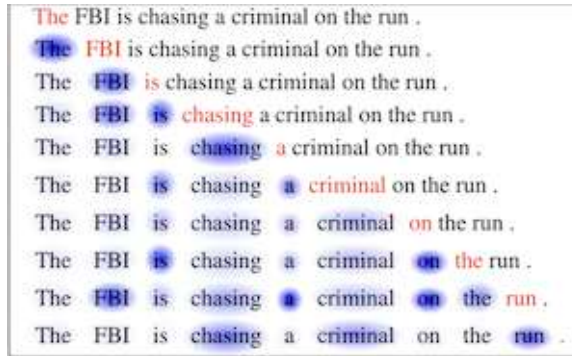 The FBI is chasing a criminal on the run .
The FBI is chasing a criminal on the run .
The FBI is chasing a criminal on the run .
The FBI is chasing a criminal on the run .
The FBI is chasing a criminal on the run .
The FBI is chasing a criminal on the run .
The FBI is chasing a criminal on the run .
The FBI is chasing a criminal on the run .
The FBI is chasing a criminal on the run .
The FBI is chasing a criminal on the run .